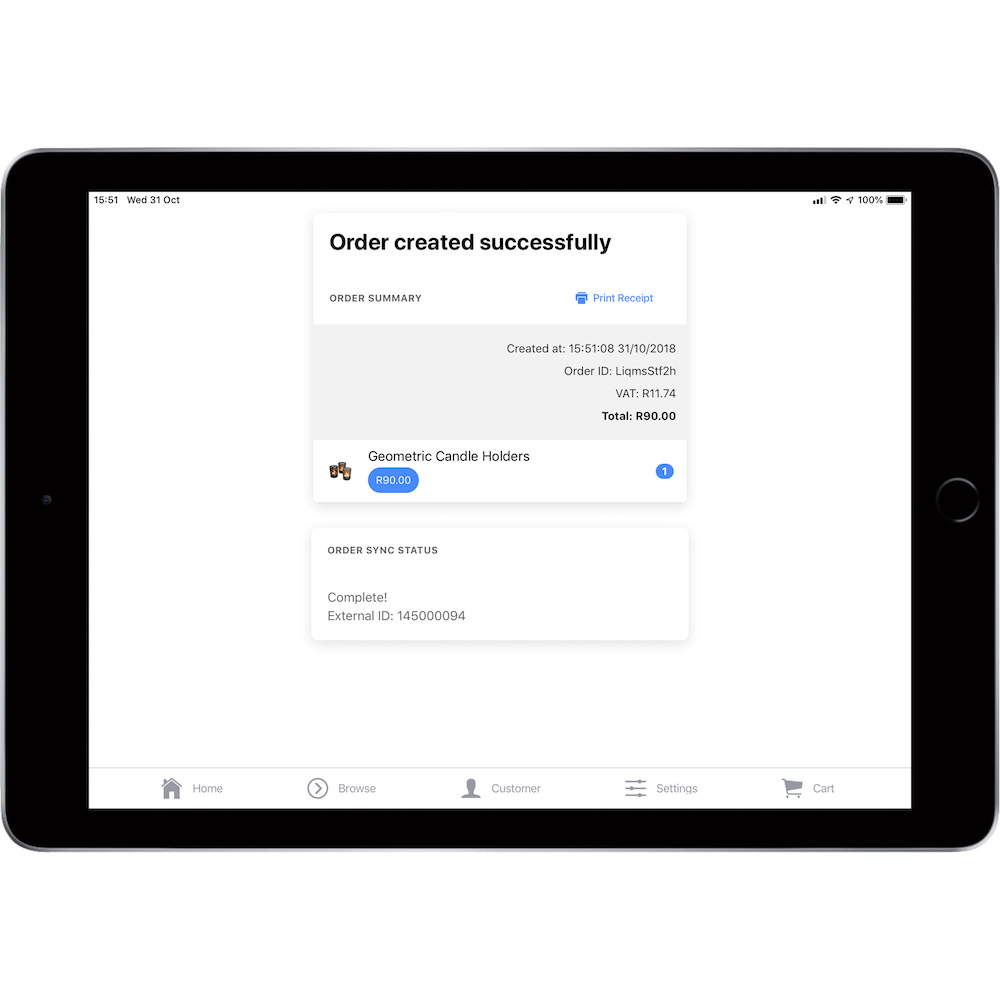 15:51 Wed 31 Oct 100%
Order created successfully
ORDER SUMMARY Print Receipt
Created at: 15:51:08 31/10/2018
Order ID: LiqmsStf2h
VAT: R11.74
Total: R90.00
Geometric Candle Holders
R90.00
1
ORDER SYNC STATUS
Complete!
External ID: 145000094
Home Browse Customer Settings Cart